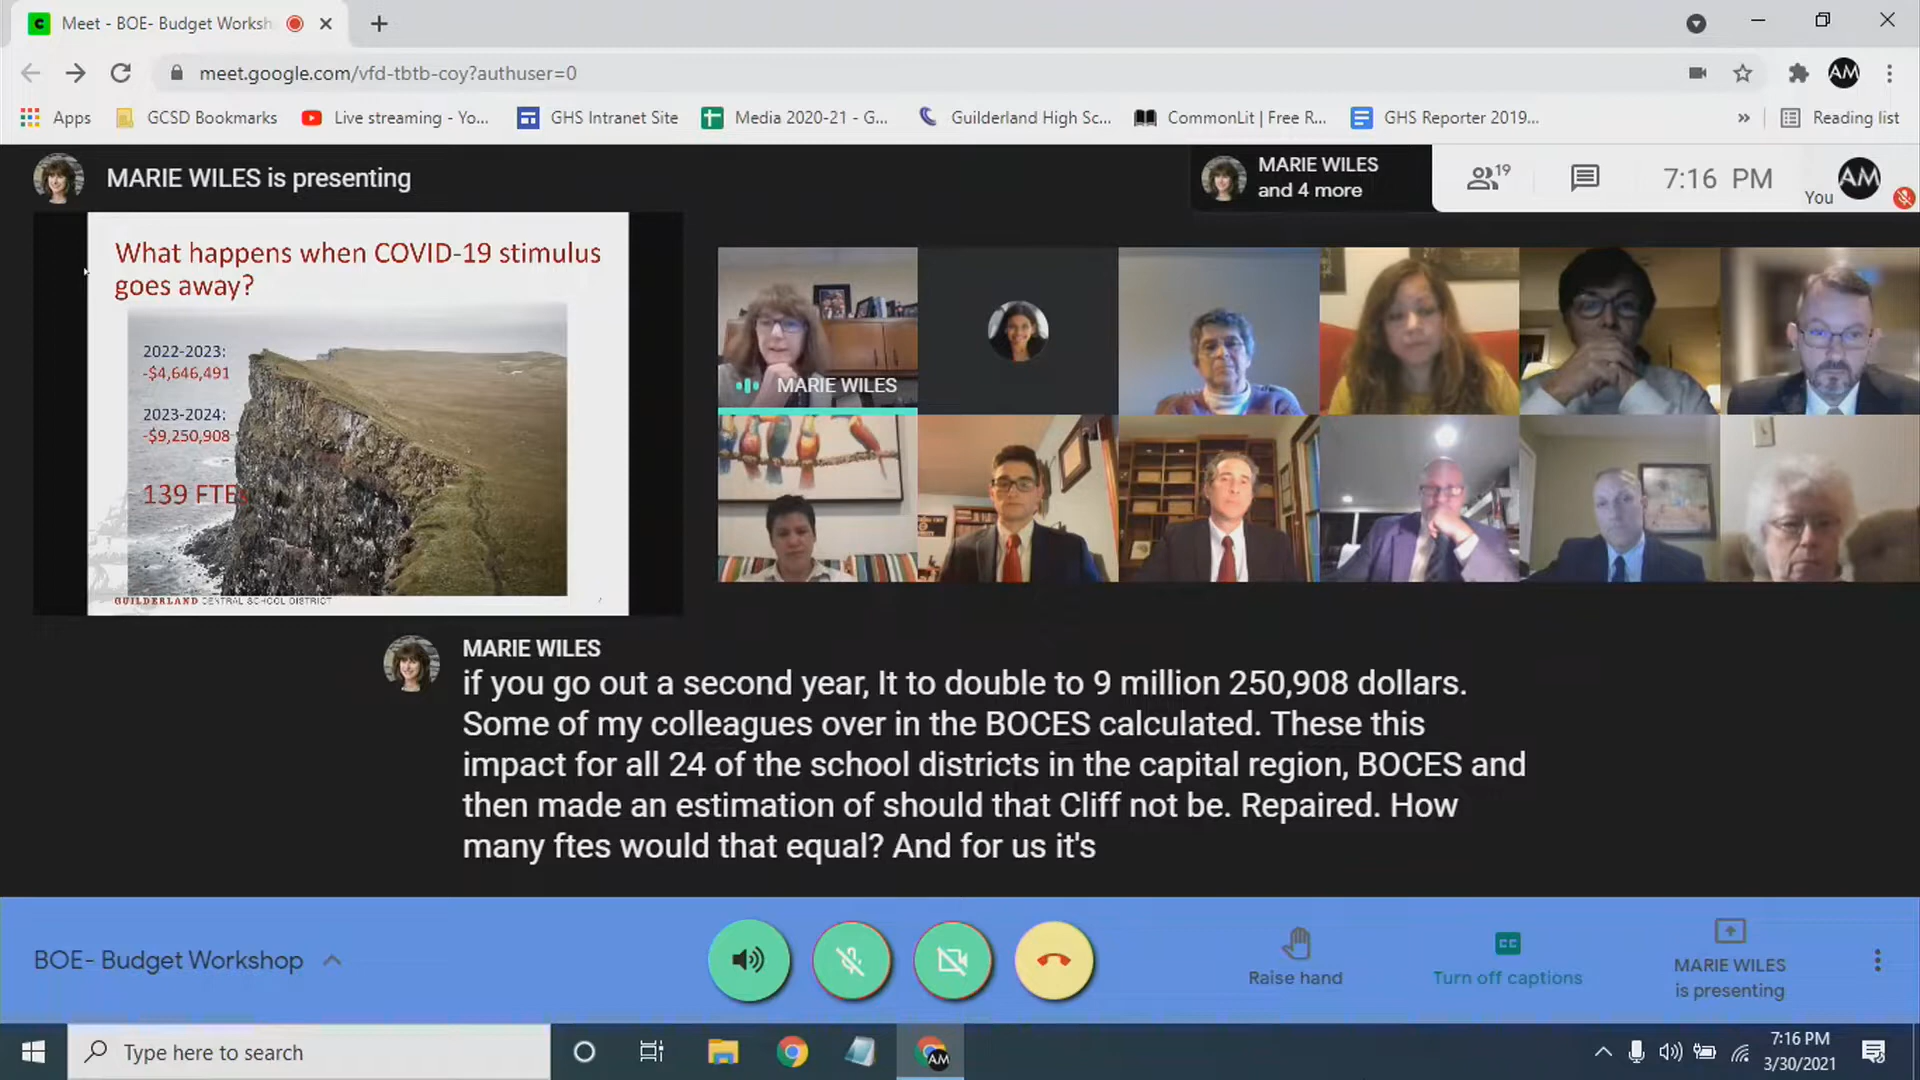 Meet - BOE- Budget Worksh
meet.google.com/vfd-tbtb-coy?authuser=0
AM
Apps
GCSD Bookmarks
Live streaming - Yo...
GHS Intranet Site
Media 2020-21 - G...
Guilderland High Sc...
CommonLit | Free R...
GHS Reporter 2019...
»
Reading list
MARIE WILES is presenting
MARIE WILES
and 4 more
19
7:16 PM
You
AM
What happens when COVID-19 stimulus
goes away?
2022-2023:
-$4,646,491
2023-2024:
-$9,250,908
139 FTEs
GUILDERLAND CENTRAL SCHOOL DISTRICT
7
MARIE WILES
MARIE WILES
if you go out a second year, It to double to 9 million 250,908 dollars.
Some of my colleagues over in the BOCES calculated. These this
impact for all 24 of the school districts in the capital region, BOCES and
then made an estimation of should that Cliff not be. Repaired. How
many ftes would that equal? And for us it's
BOE- Budget Workshop
Raise hand
CC
Turn off captions
MARIE WILES
is presenting
Type here to search
AM
7:16 PM
3/30/2021